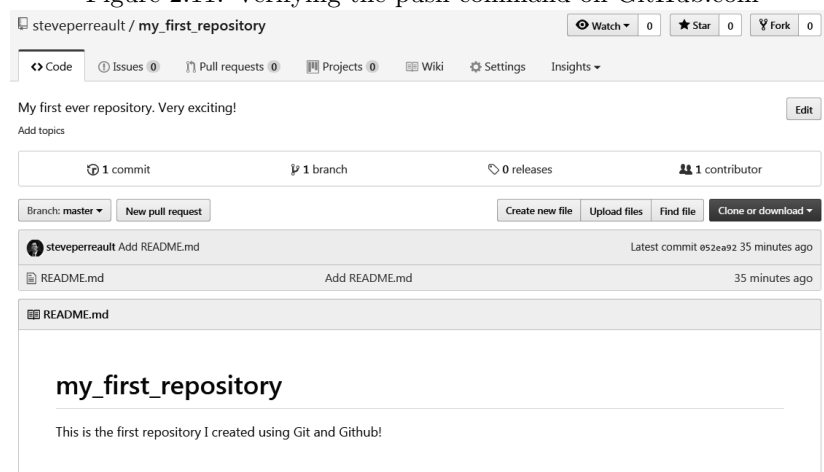 Figure 2.11: Verifying the push command on GitHub.com
steveperreault / my_first_repository Watch 0 Star 0 Fork 0
Code Issues 0 Pull requests 0 Projects 0 Wiki Settings Insights
My first ever repository. Very exciting! Edit
Add topics
1 commit 1 branch 0 releases 1 contributor
Branch: master New pull request Create new file Upload files Find file Clone or download
steveperreault Add README.md Latest commit 052ea92 35 minutes ago
README.md Add README.md 35 minutes ago
README.md
my_first_repository
This is the first repository I created using Git and Github!